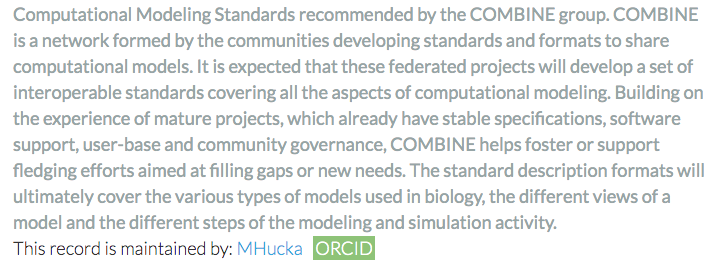 Computational Modeling Standards recommended by the COMBINE group. COMBINE
is a network formed by the communities developing standards and formats to share
computational models. It is expected that these federated projects will develop a set of
interoperable standards covering all the aspects of computational modeling. Building on
the experience of mature projects, which already have stable specifications, software
support, user-base and community governance, COMBINE helps foster or support
fledging efforts aimed at filling gaps or new needs. The standard description formats will
ultimately cover the various types of models used in biology, the different views of a
model and the different steps of the modeling and simulation activity.
This record is maintained by: MHucka ORCID